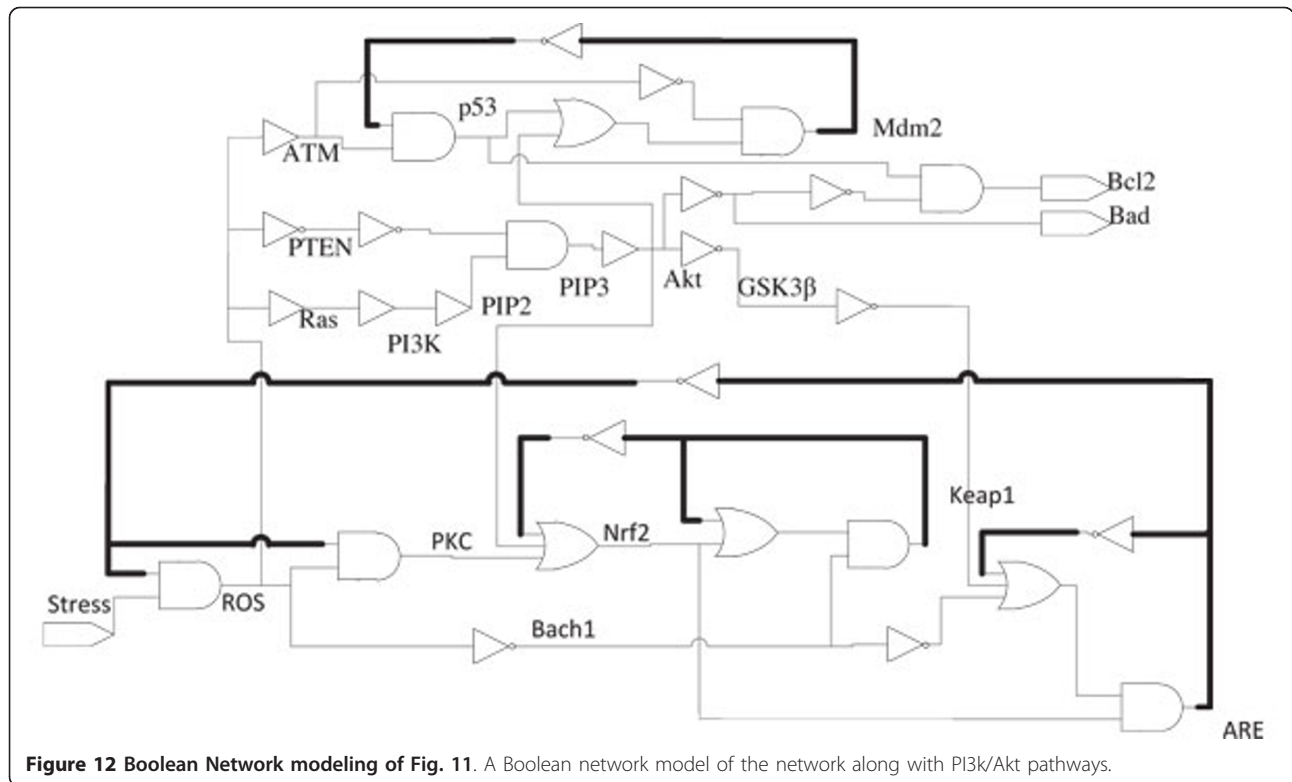 p53
Mdm2
ATM
Bcl2
Bad
PTEN
PIP3
Akt
GSK3β
Ras
PIP2
PI3K
Keap1
PKC
Nrf2
Stress
ROS
Bach1
ARE
Figure 12 Boolean Network modeling of Fig. 11. A Boolean network model of the network along with PI3k/Akt pathways.